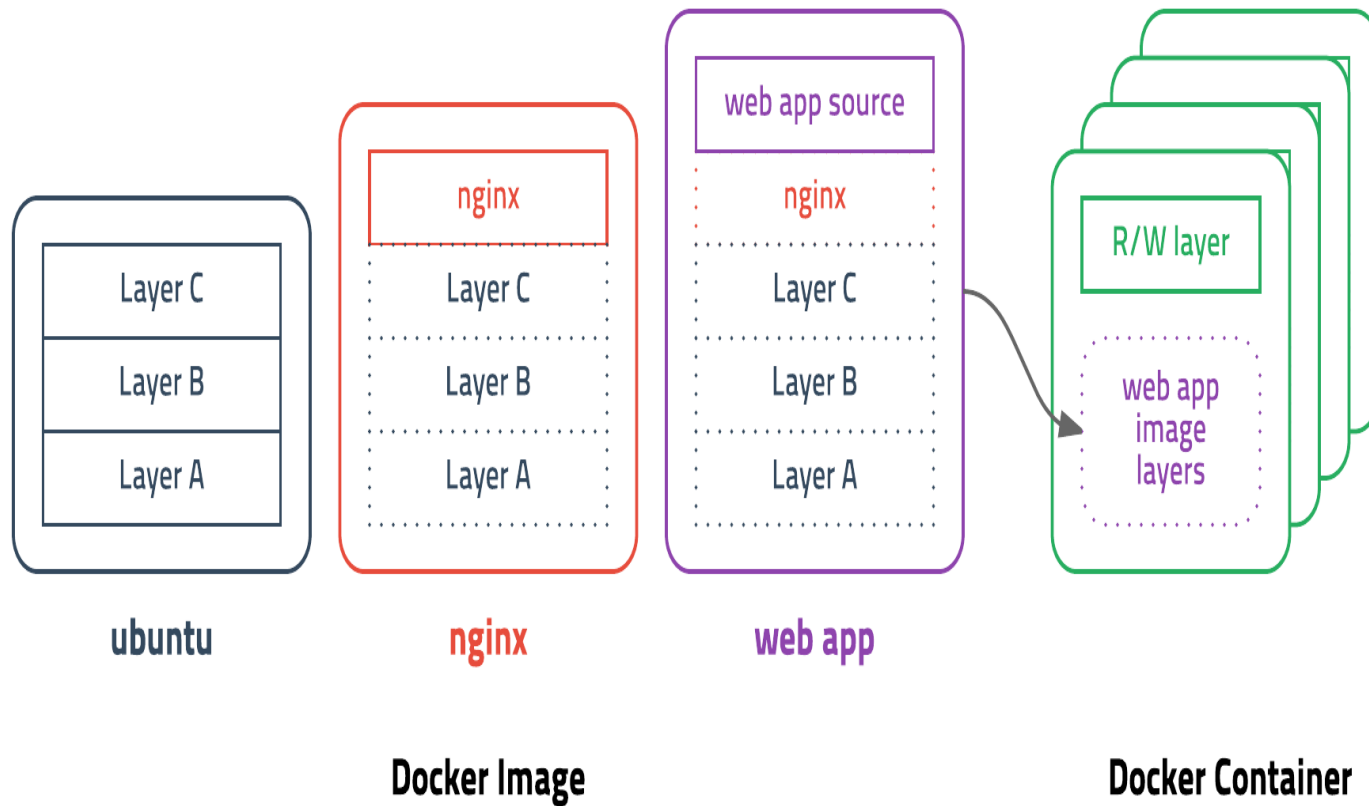 Layer C
Layer B
Layer A
ubuntu
nginx
Layer C
Layer B
Layer A
nginx
web app source
nginx
Layer C
Layer B
Layer A
web app
Docker Image
R/W layer
web app
image
layers
Docker Container